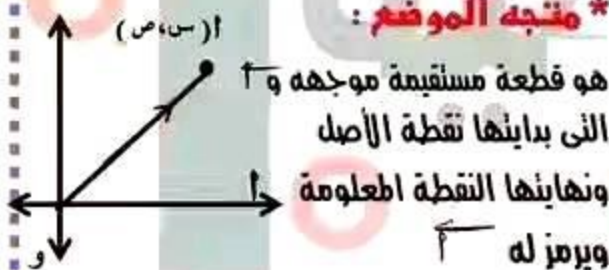 * متجه الموضع :
هو قطعة مستقيمة موجهه و أ
التى بدايتها نقطة الأصل
ونهايتها النقطة المعلومة أ
ويرمز له أ
أ( س، ص )
و